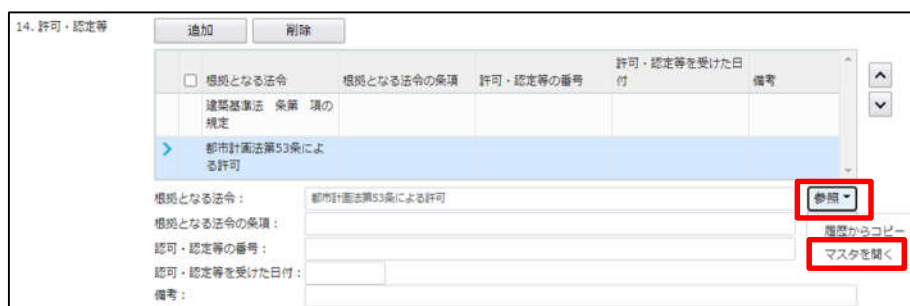 14. 許可・認定等
追加 削除
根拠となる法令 根拠となる法令の条項 許可・認定等の番号 許可・認定等を受けた日付 備考
建築基準法　条第　項の
規定
都市計画法第53条によ
る許可
根拠となる法令： 都市計画法第53条による許可 参照
根拠となる法令の条項：
履歴からコピー
認可・認定等の番号：
マスタを開く
認可・認定等を受けた日付：
備考：